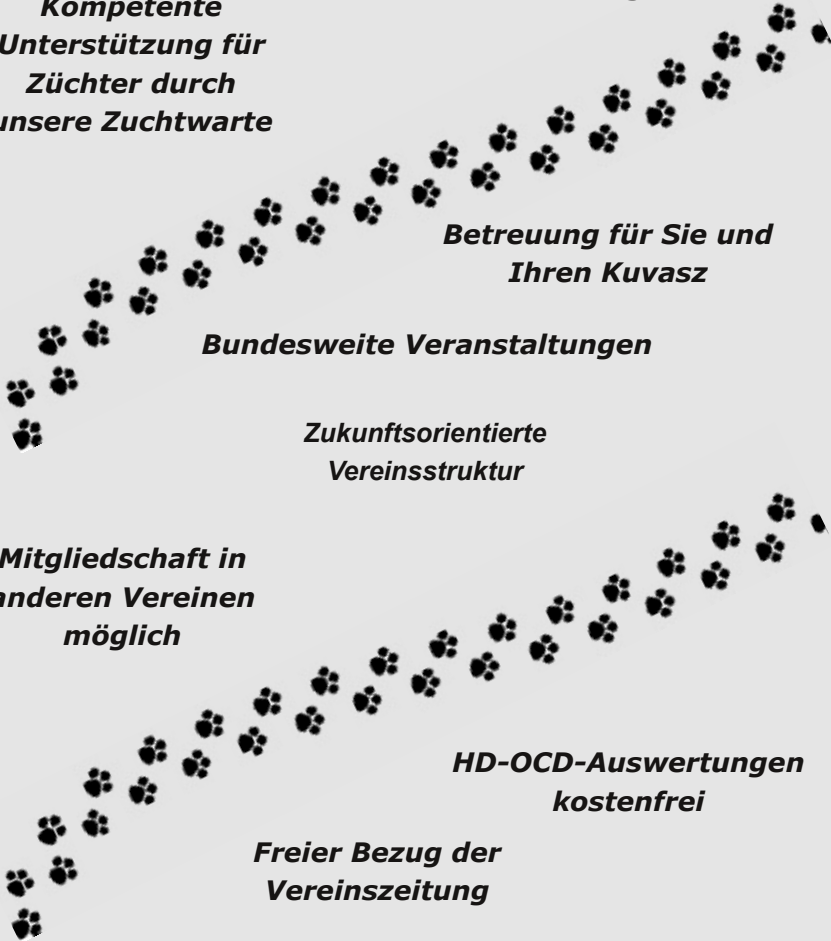 Kompetente
Unterstützung für
Züchter durch
unsere Zuchtwarte
Betreuung für Sie und
Ihren Kuvasz
Bundesweite Veranstaltungen
Zukunftsorientierte
Vereinsstruktur
Mitgliedschaft in
anderen Vereinen
möglich
HD-OCD-Auswertungen
kostenfrei
Freier Bezug der
Vereinszeitung